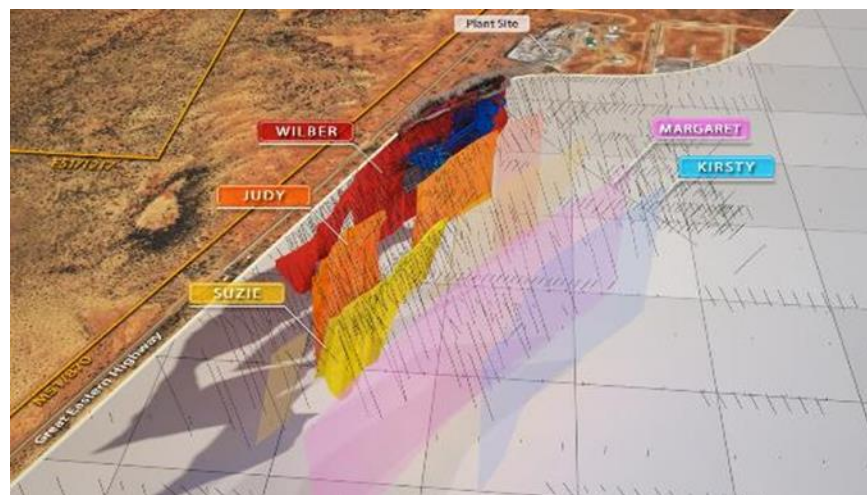 Plant Site
WILBER
MARGARET
KIRSTY
JUDY
SUZIE
Great Eastern Highway